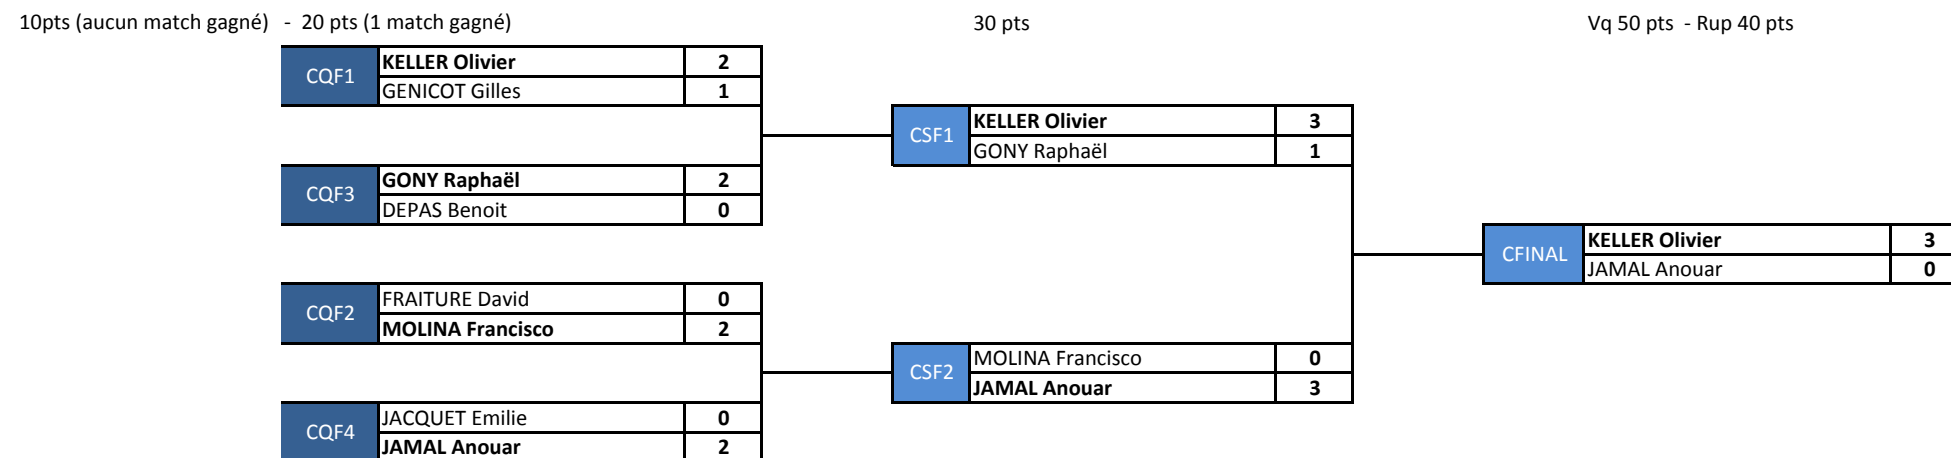 10pts (aucun match gagné)  - 20 pts (1 match gagné)
30 pts
Vq 50 pts - Rup 40 pts
CQF1
KELLER Olivier 2
GENICOT Gilles 1
CQF3
GONY Raphaël 2
DEPAS Benoit 0
CQF2
FRAITURE David 0
MOLINA Francisco 2
CQF4
JACQUET Emilie 0
JAMAL Anouar 2
CSF1
KELLER Olivier 3
GONY Raphaël 1
CSF2
MOLINA Francisco 0
JAMAL Anouar 3
CFINAL
KELLER Olivier 3
JAMAL Anouar 0